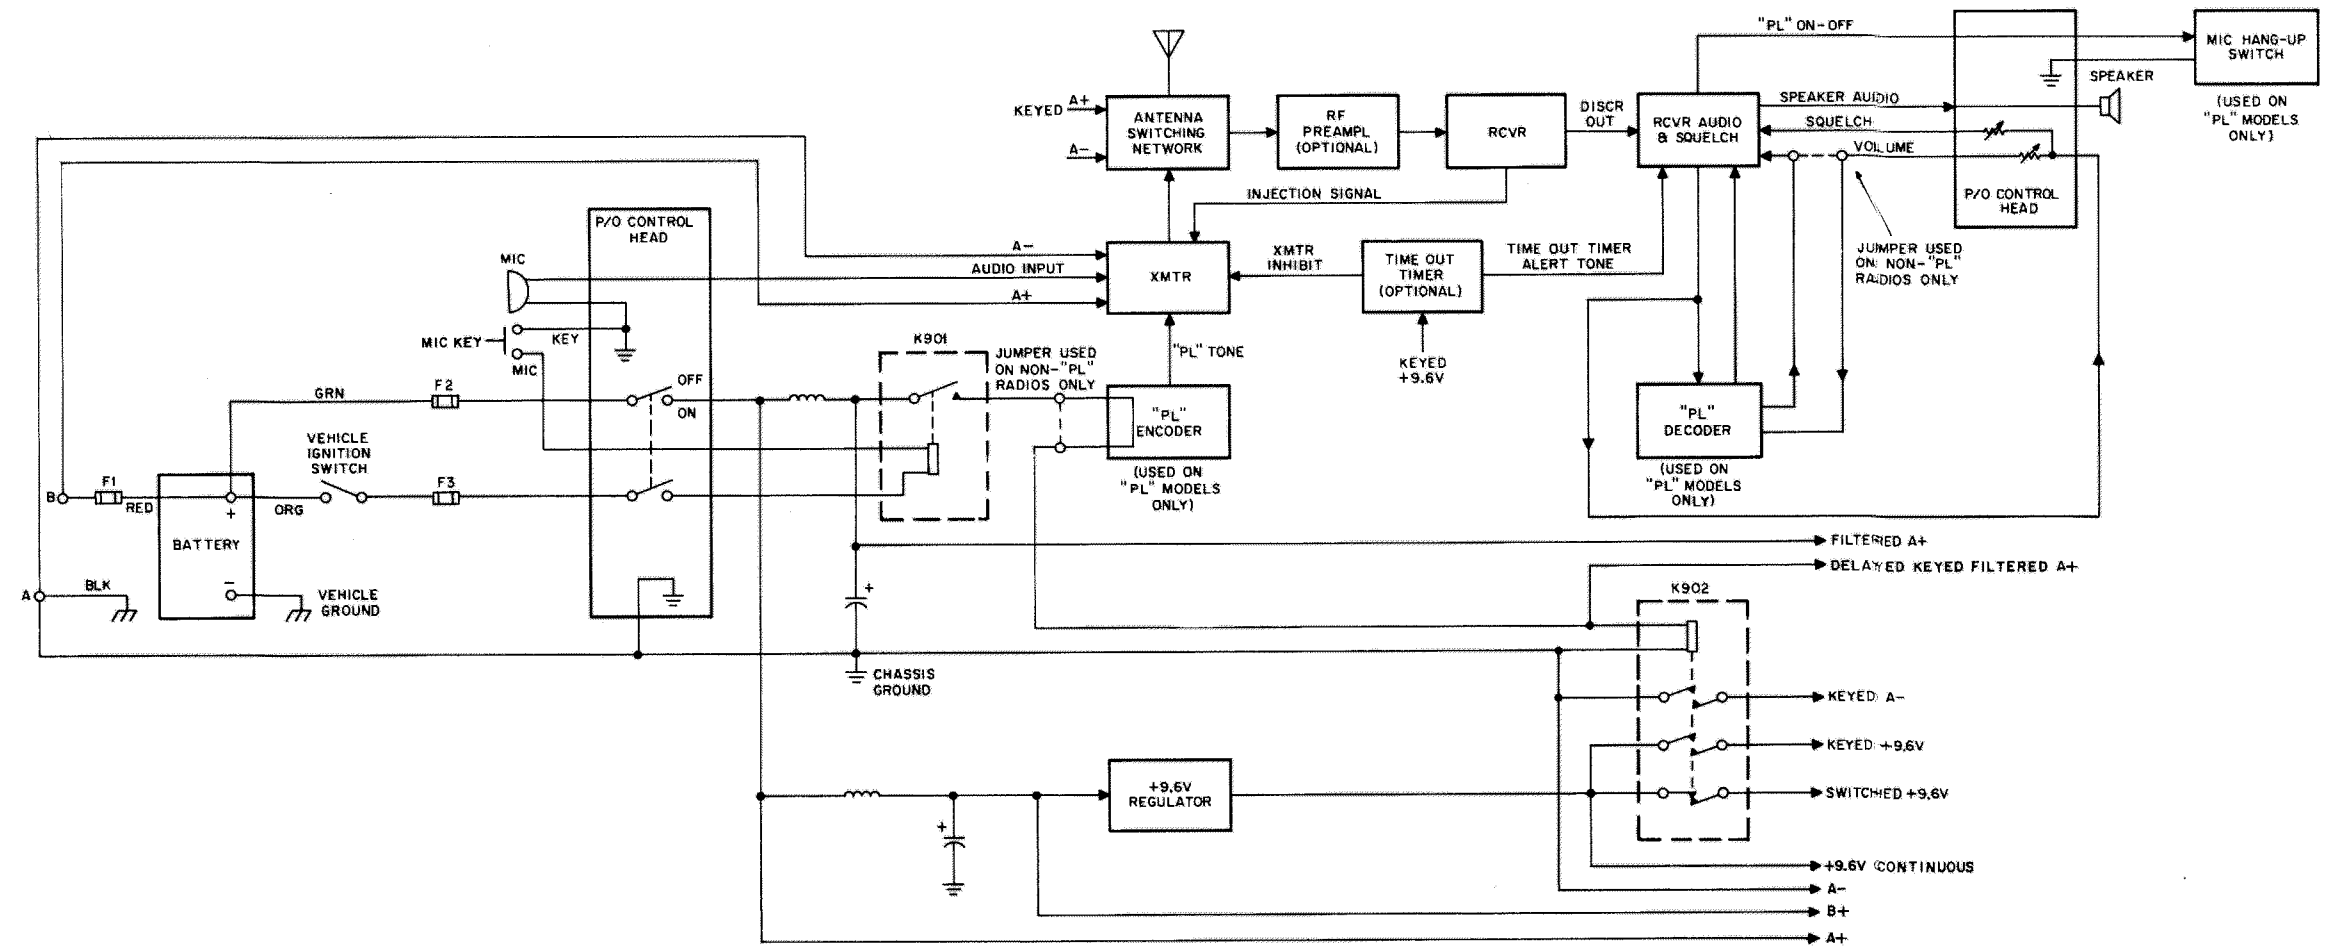 "PL" ON-OFF
MIC HANG-UP
SWITCH
(USED ON
"PL" MODELS
ONLY)
SPEAKER
P/O CONTROL
HEAD
SPEAKER AUDIO
SQUELCH
VOLUME
JUMPER USED
ON NON-"PL"
RADIOS ONLY
KEYED A+
A-
ANTENNA
SWITCHING
NETWORK
RF
PREAMPL
(OPTIONAL)
RCVR
DISCR
OUT
RCVR AUDIO
& SQUELCH
INJECTION SIGNAL
A-
AUDIO INPUT
A+
XMTR
XMTR
INHIBIT
TIME OUT
TIMER
(OPTIONAL)
TIME OUT TIMER
ALERT TONE
KEYED
+9.6V
P/O CONTROL
HEAD
MIC
MIC KEY
KEY
MIC
OFF
ON
K901
JUMPER USED
ON NON-"PL"
RADIOS ONLY
"PL" TONE
"PL"
ENCODER
(USED ON
"PL" MODELS
ONLY)
"PL"
DECODER
(USED ON
"PL" MODELS
ONLY)
GRN
F2
VEHICLE
IGNITION
SWITCH
B
F1
RED
+
ORG
F3
BATTERY
-
A
BLK
VEHICLE
GROUND
+
CHASSIS
GROUND
FILTERED A+
DELAYED KEYED FILTERED A+
K902
KEYED A-
KEYED +9.6V
SWITCHED +9.6V
+9.6V
REGULATOR
+
+9.6V CONTINUOUS
A-
B+
A+